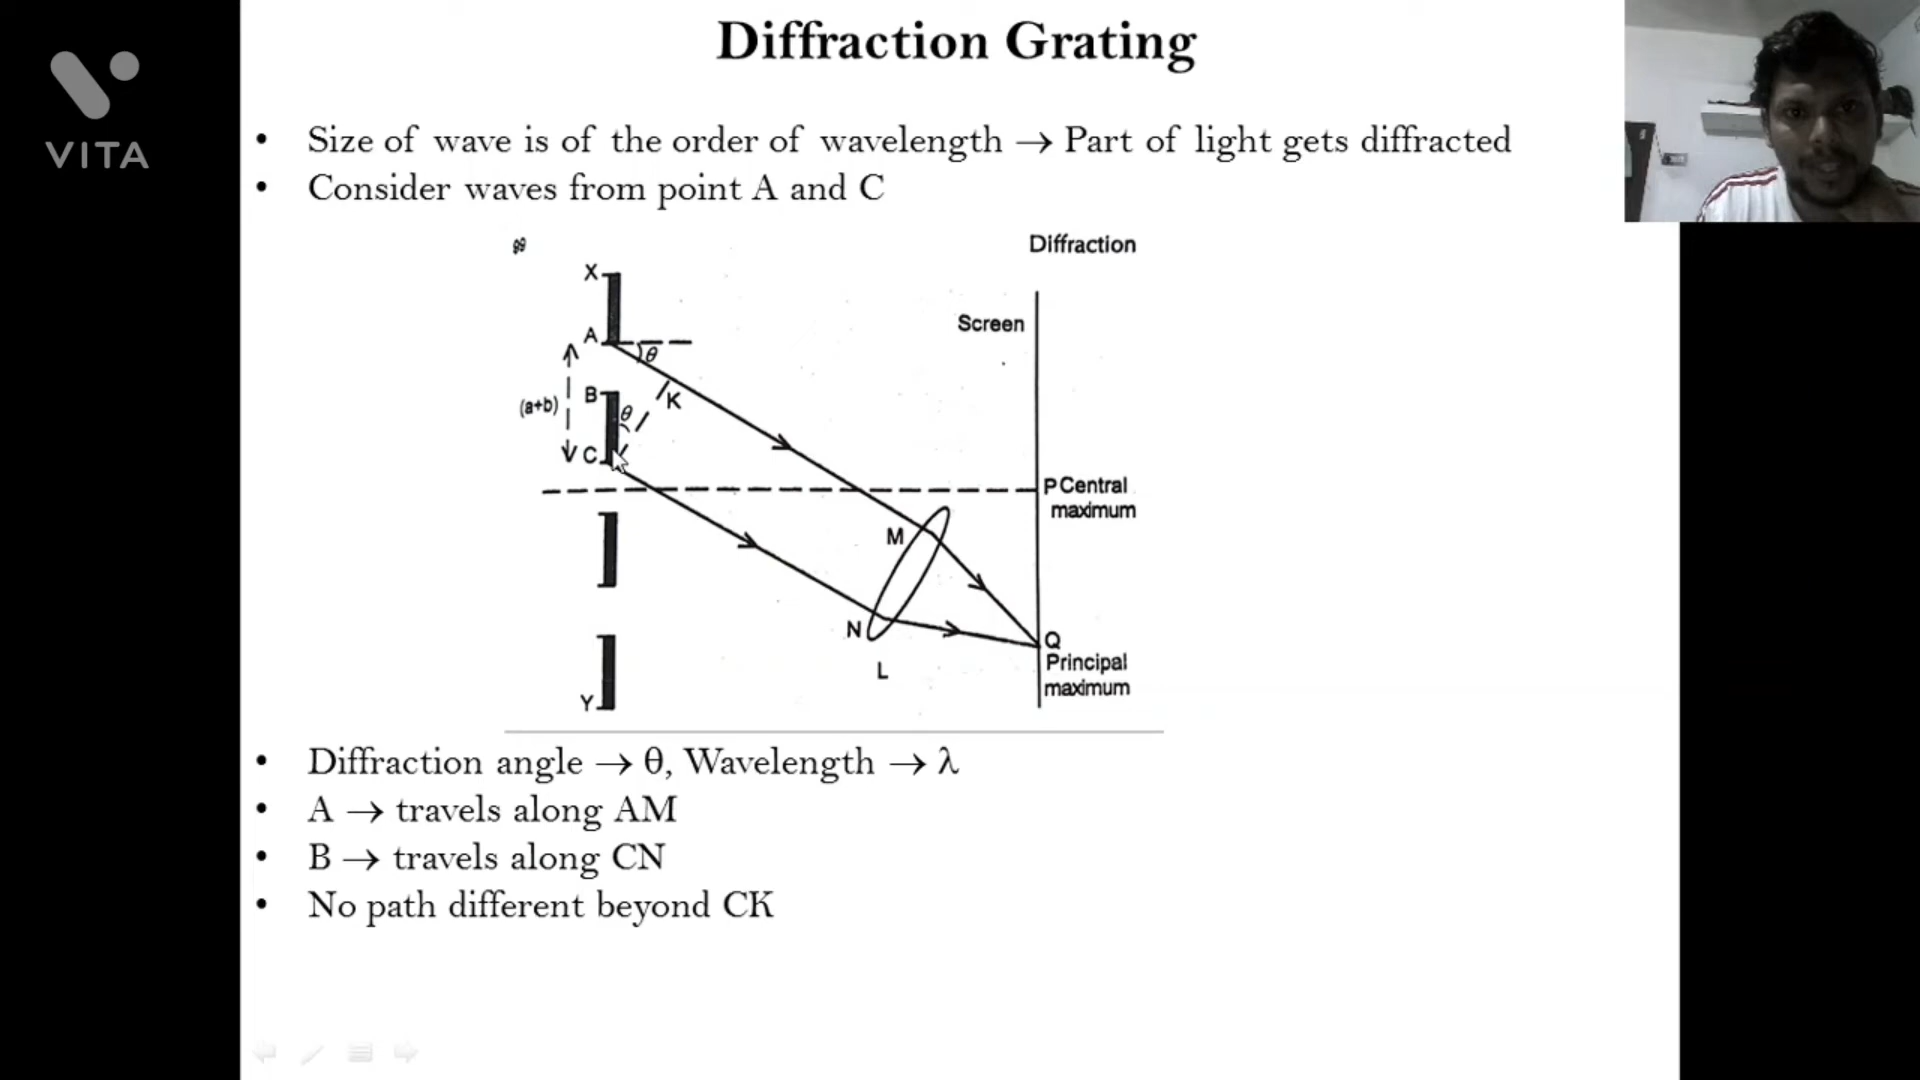 Diffraction Grating
VITA
• Size of wave is of the order of wavelength → Part of light gets diffracted
• Consider waves from point A and C
Diffraction
X
Screen
A
θ
B
K
(a+b)
θ
C
P Central
maximum
M
N
Q
Principal
L
maximum
Y
• Diffraction angle → θ, Wavelength → λ
• A → travels along AM
• B → travels along CN
• No path different beyond CK